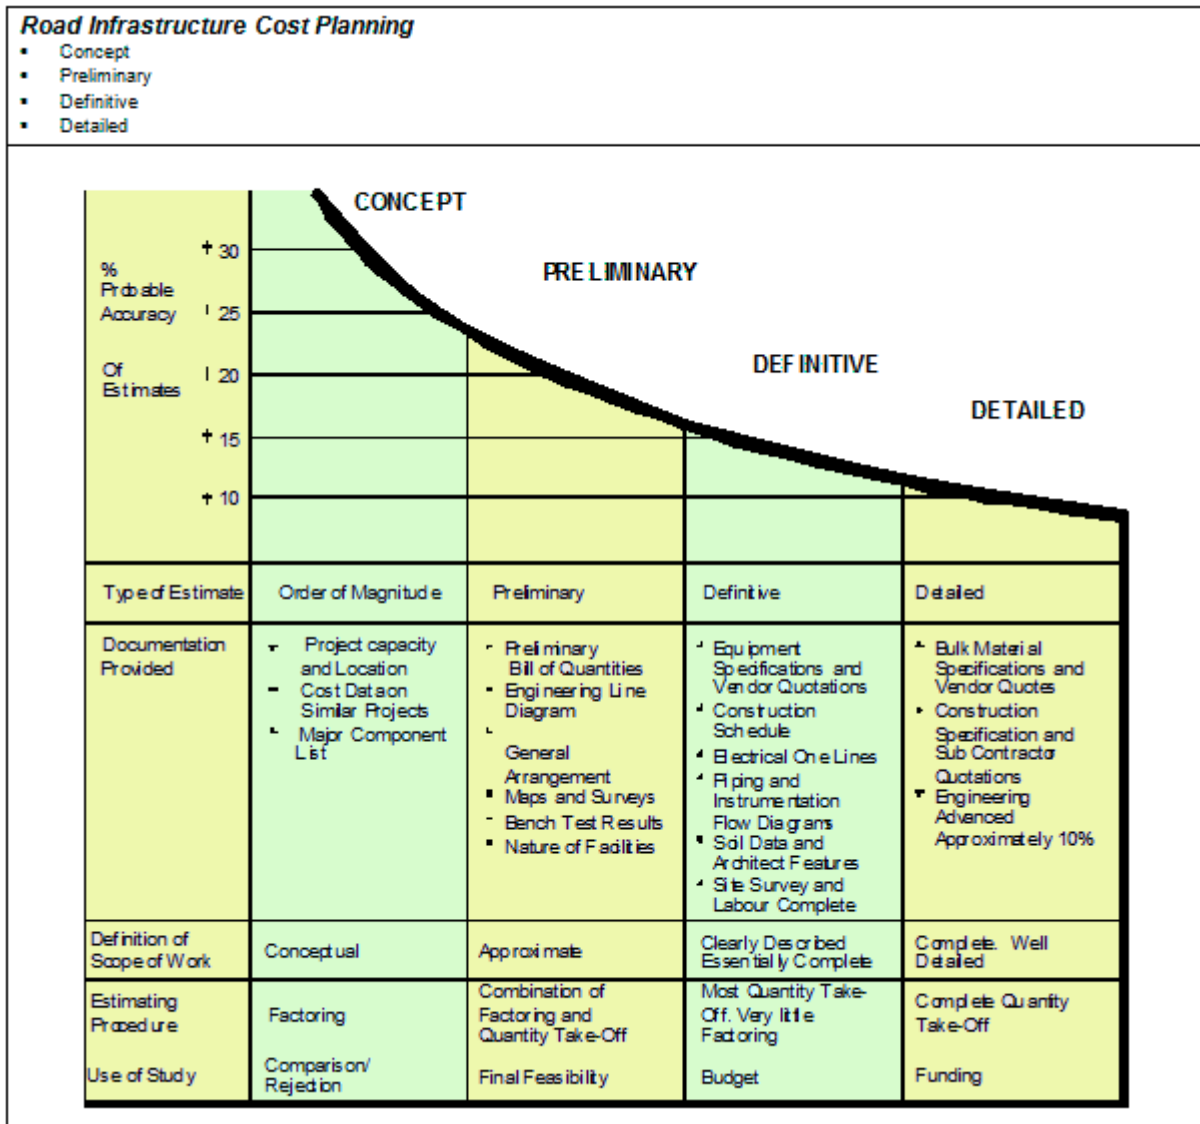 Road Infrastructure Cost Planning
▪ Concept
▪ Preliminary
▪ Definitive
▪ Detailed
CONCEPT
PRELIMINARY
DEFINITIVE
DETAILED
%
Probable
Accuracy
Of
Estimates
+ 30
25
20
+ 15
+ 10
Type of Estimate
Order of Magnitude
Preliminary
Definitive
Detailed
Documentation
Provided
Project capacity
and Location
Cost Data on
Similar Projects
Major Component
List
Preliminary
Bill of Quantities
Engineering Line
Diagram
General
Arrangement
Maps and Surveys
Bench Test Results
Nature of Facilities
Equipment
Specifications and
Vendor Quotations
Construction
Schedule
Electrical One Lines
Piping and
Instrumentation
Flow Diagrams
Soil Data and
Architect Features
Site Survey and
Labour Complete
Bulk Material
Specifications and
Vendor Quotes
Construction
Specification and
Sub Contractor
Quotations
Engineering
Advanced
Approximately 10%
Definition of
Scope of Work
Conceptual
Approximate
Clearly Described
Essentially Complete
Complete. Well
Detailed
Estimating
Procedure
Factoring
Combination of
Factoring and
Quantity Take-Off
Most Quantity Take-
Off. Very little
Factoring
Complete Quantity
Take-Off
Use of Study
Comparison/
Rejection
Final Feasibility
Budget
Funding